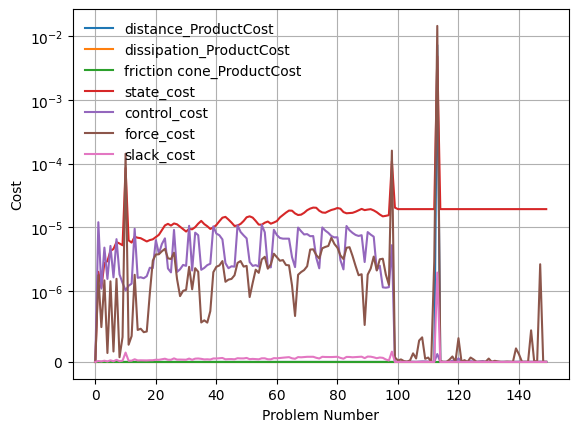 distance_ProductCost
dissipation_ProductCost
friction cone_ProductCost
state_cost
control_cost
force_cost
slack_cost
10⁻²
10⁻³
10⁻⁴
10⁻⁵
10⁻⁶
0
Cost
0 20 40 60 80 100 120 140
Problem Number